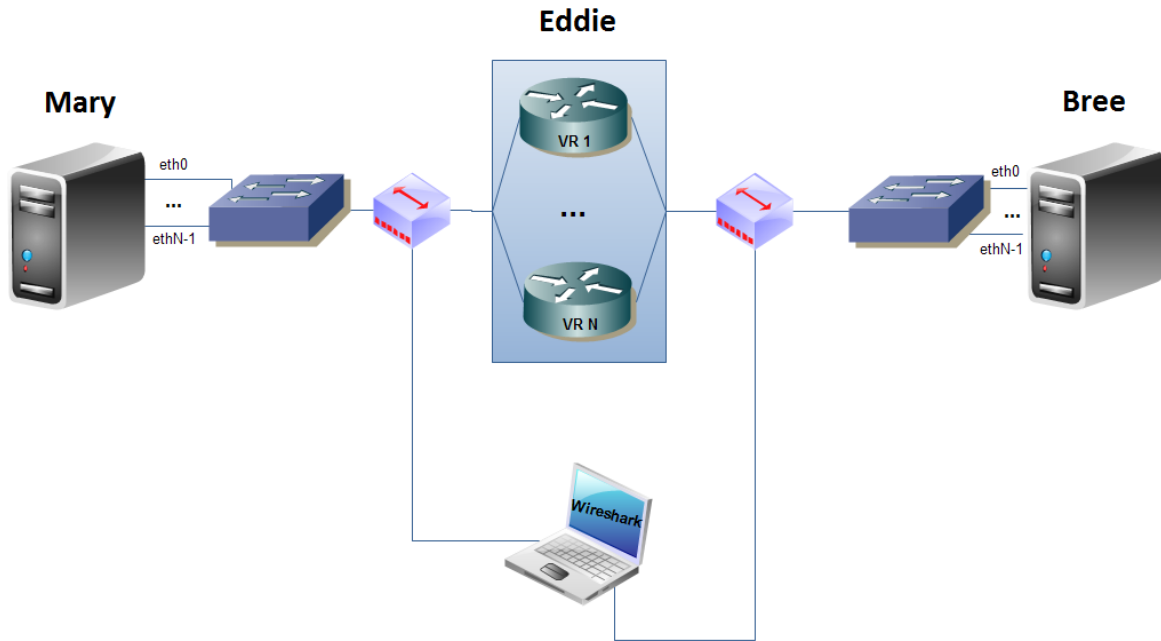 Eddie
Mary
Bree
VR 1
eth0
...
ethN-1
...
eth0
...
ethN-1
VR N
Wireshark